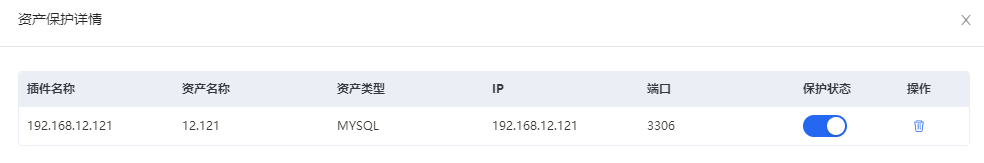 资产保护详情
插件名称 资产名称 资产类型 IP 端口 保护状态 操作
192.168.12.121 12.121 MYSQL 192.168.12.121 3306